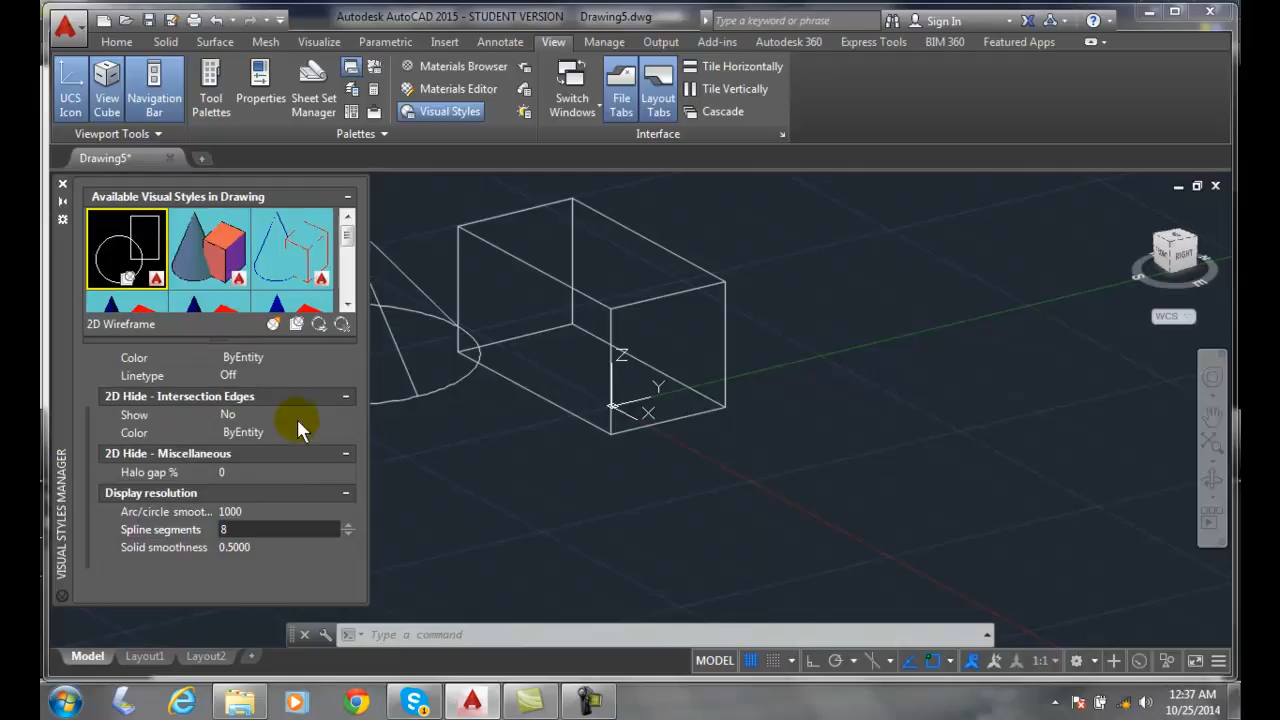 Autodesk AutoCAD 2015 - STUDENT VERSION Drawing5.dwg
Type a keyword or phrase
Sign In
Home Solid Surface Mesh Visualize Parametric Insert Annotate View Manage Output Add-ins Autodesk 360 Express Tools BIM 360 Featured Apps
UCS Icon
View Cube
Navigation Bar
Tool Palettes
Properties
Sheet Set Manager
Materials Browser
Materials Editor
Visual Styles
Switch Windows
File Tabs
Layout Tabs
Tile Horizontally
Tile Vertically
Cascade
Viewport Tools
Palettes
Interface
Drawing5*
Available Visual Styles in Drawing
2D Wireframe
Color ByEntity
Linetype Off
2D Hide - Intersection Edges
Show No
Color ByEntity
2D Hide - Miscellaneous
Halo gap % 0
Display resolution
Arc/circle smoot... 1000
Spline segments 8
Solid smoothness 0.5000
VISUAL STYLES MANAGER
Z
Y
X
RIGHT
S
E
WCS
Type a command
Model Layout1 Layout2
MODEL
1:1
12:37 AM
10/25/2014